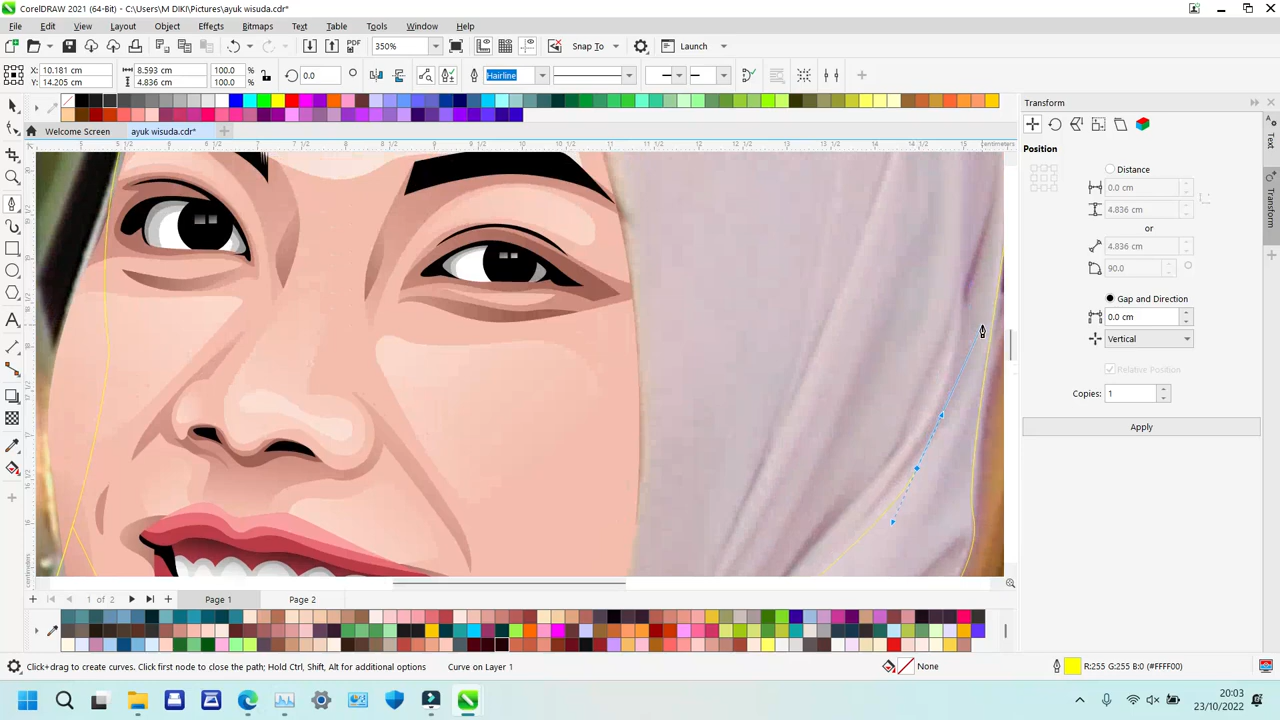 CorelDRAW 2021 (64-Bit) - C:\Users\M DIKI\Pictures\ayuk wisuda.cdr*
File Edit View Layout Object Effects Bitmaps Text Table Tools Window Help
PDF 350% Snap To Launch
X: 10.181 cm 8.593 cm 100.0 % 0.0 Hairline
Y: 14.205 cm 4.836 cm 100.0 %
Welcome Screen ayuk wisuda.cdr*
Transform
Position
Distance
0.0 cm
4.836 cm
or
4.836 cm
90.0
Gap and Direction
0.0 cm
Vertical
Relative Position
Copies: 1
Apply
Text
Transform
centimeters
1 of 2 Page 1 Page 2
Click+drag to create curves. Click first node to close the path; Hold Ctrl, Shift, Alt for additional options Curve on Layer 1 None R:255 G:255 B:0 (#FFFF00)
20:03
23/10/2022